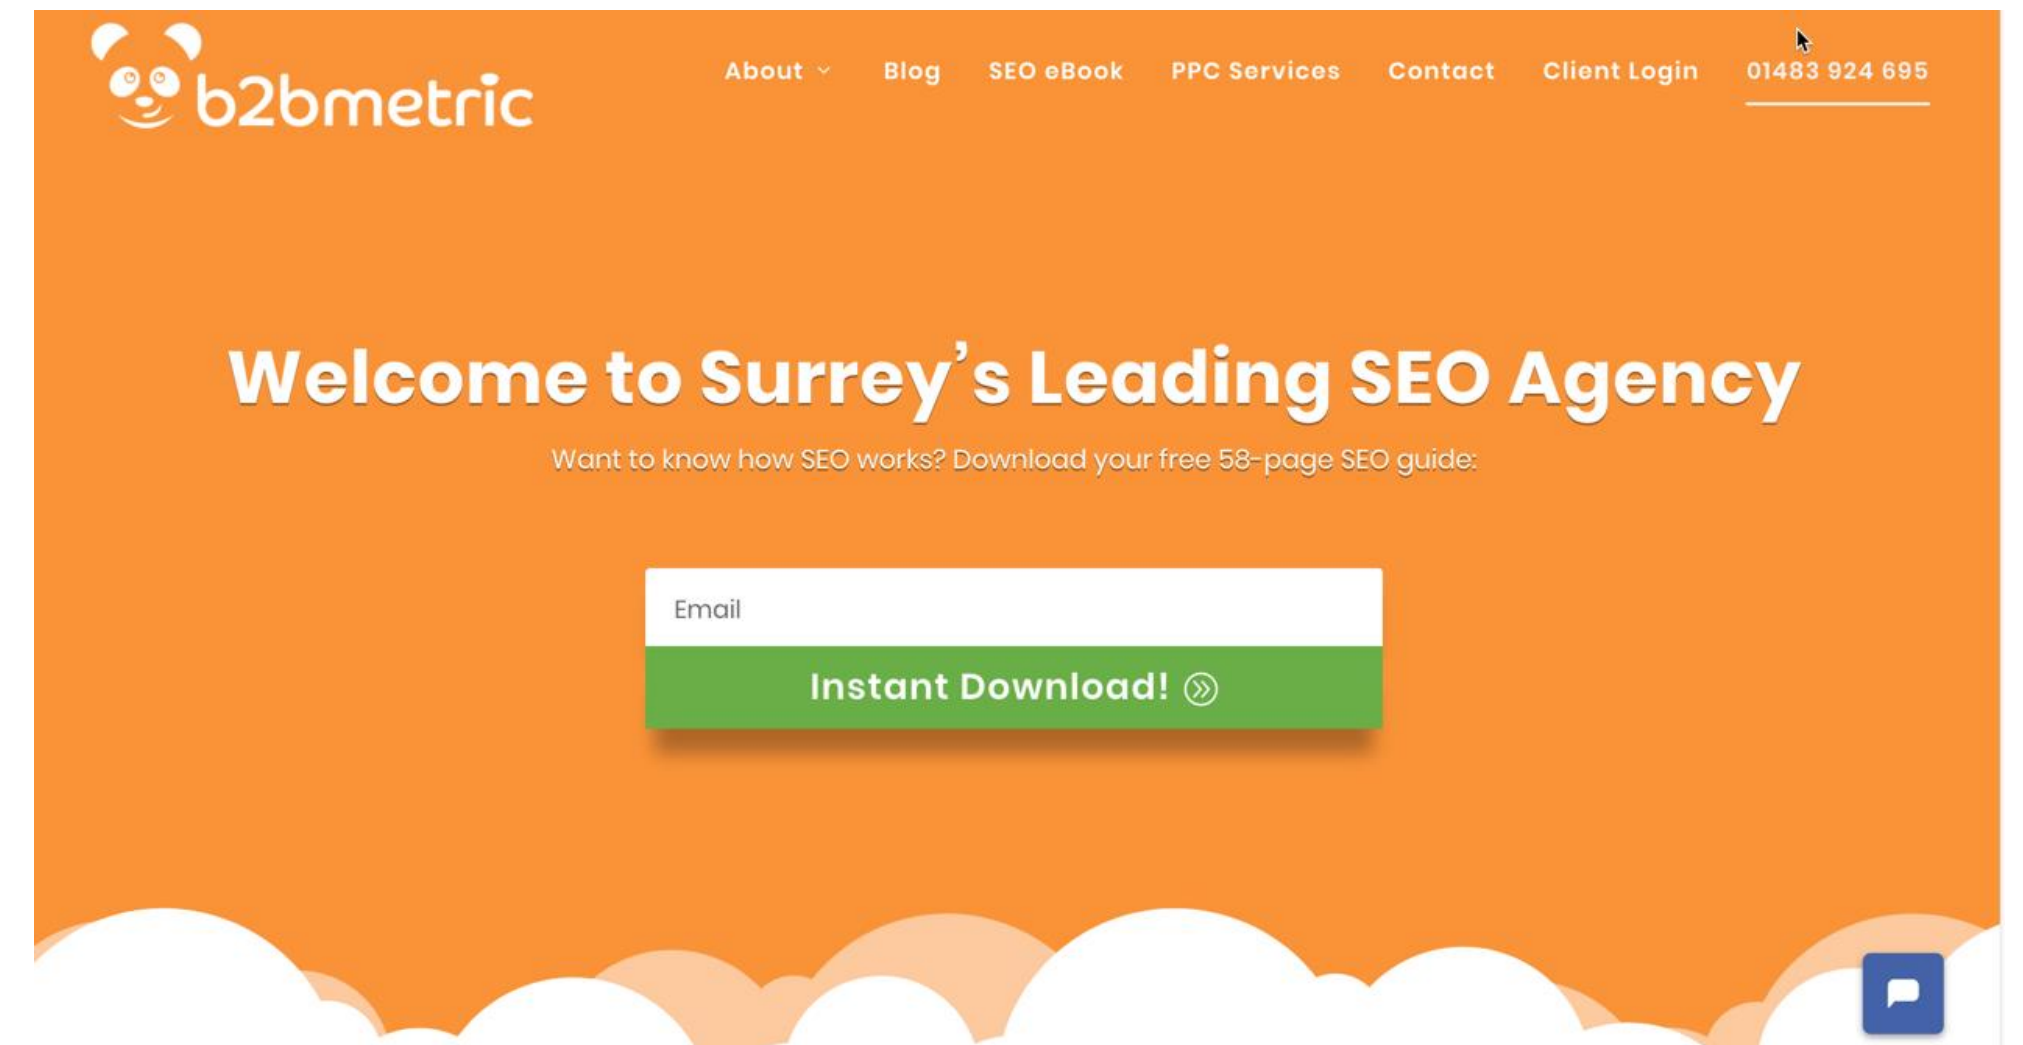 b2bmetric
About
Blog
SEO eBook
PPC Services
Contact
Client Login
01483 924 695
Welcome to Surrey’s Leading SEO Agency
Want to know how SEO works? Download your free 58-page SEO guide:
Email
Instant Download!